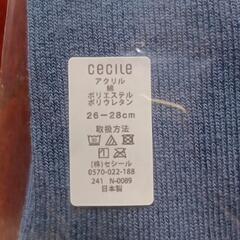 cecile
アクリル
綿
ポリエステル
ポリウレタン
26-28cm
取扱方法
(株)セシール
0570-022-188
241 N-0089
日本製